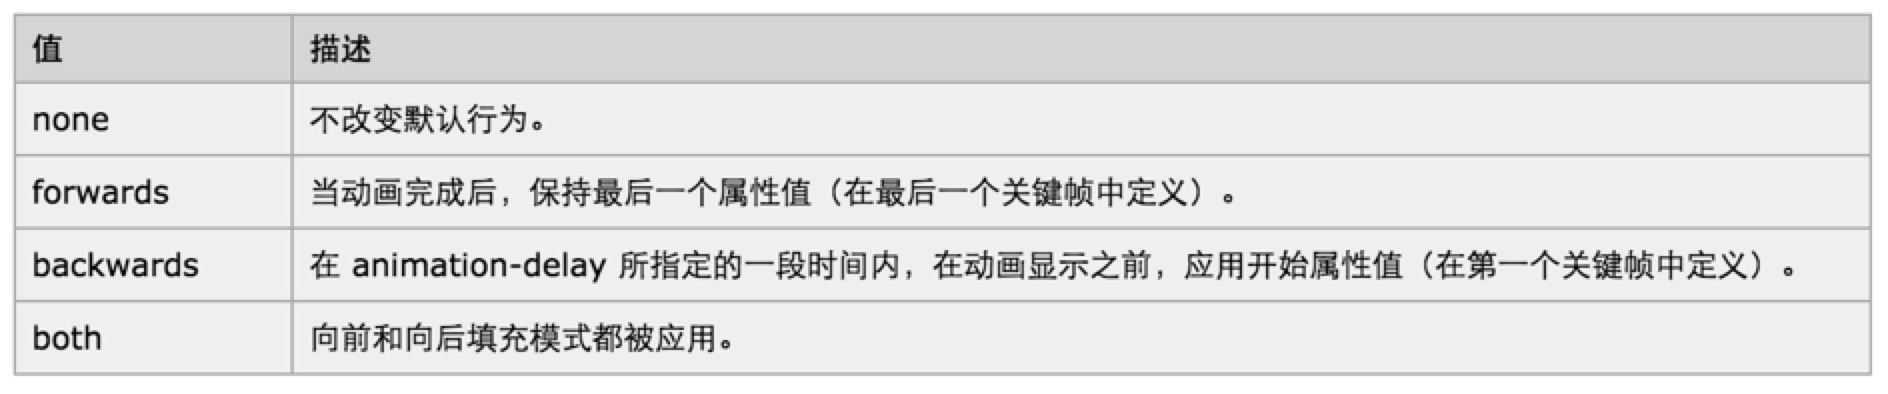 值 描述
none 不改变默认行为。
forwards 当动画完成后，保持最后一个属性值（在最后一个关键帧中定义）。
backwards 在 animation-delay 所指定的一段时间内，在动画显示之前，应用开始属性值（在第一个关键帧中定义）。
both 向前和向后填充模式都被应用。